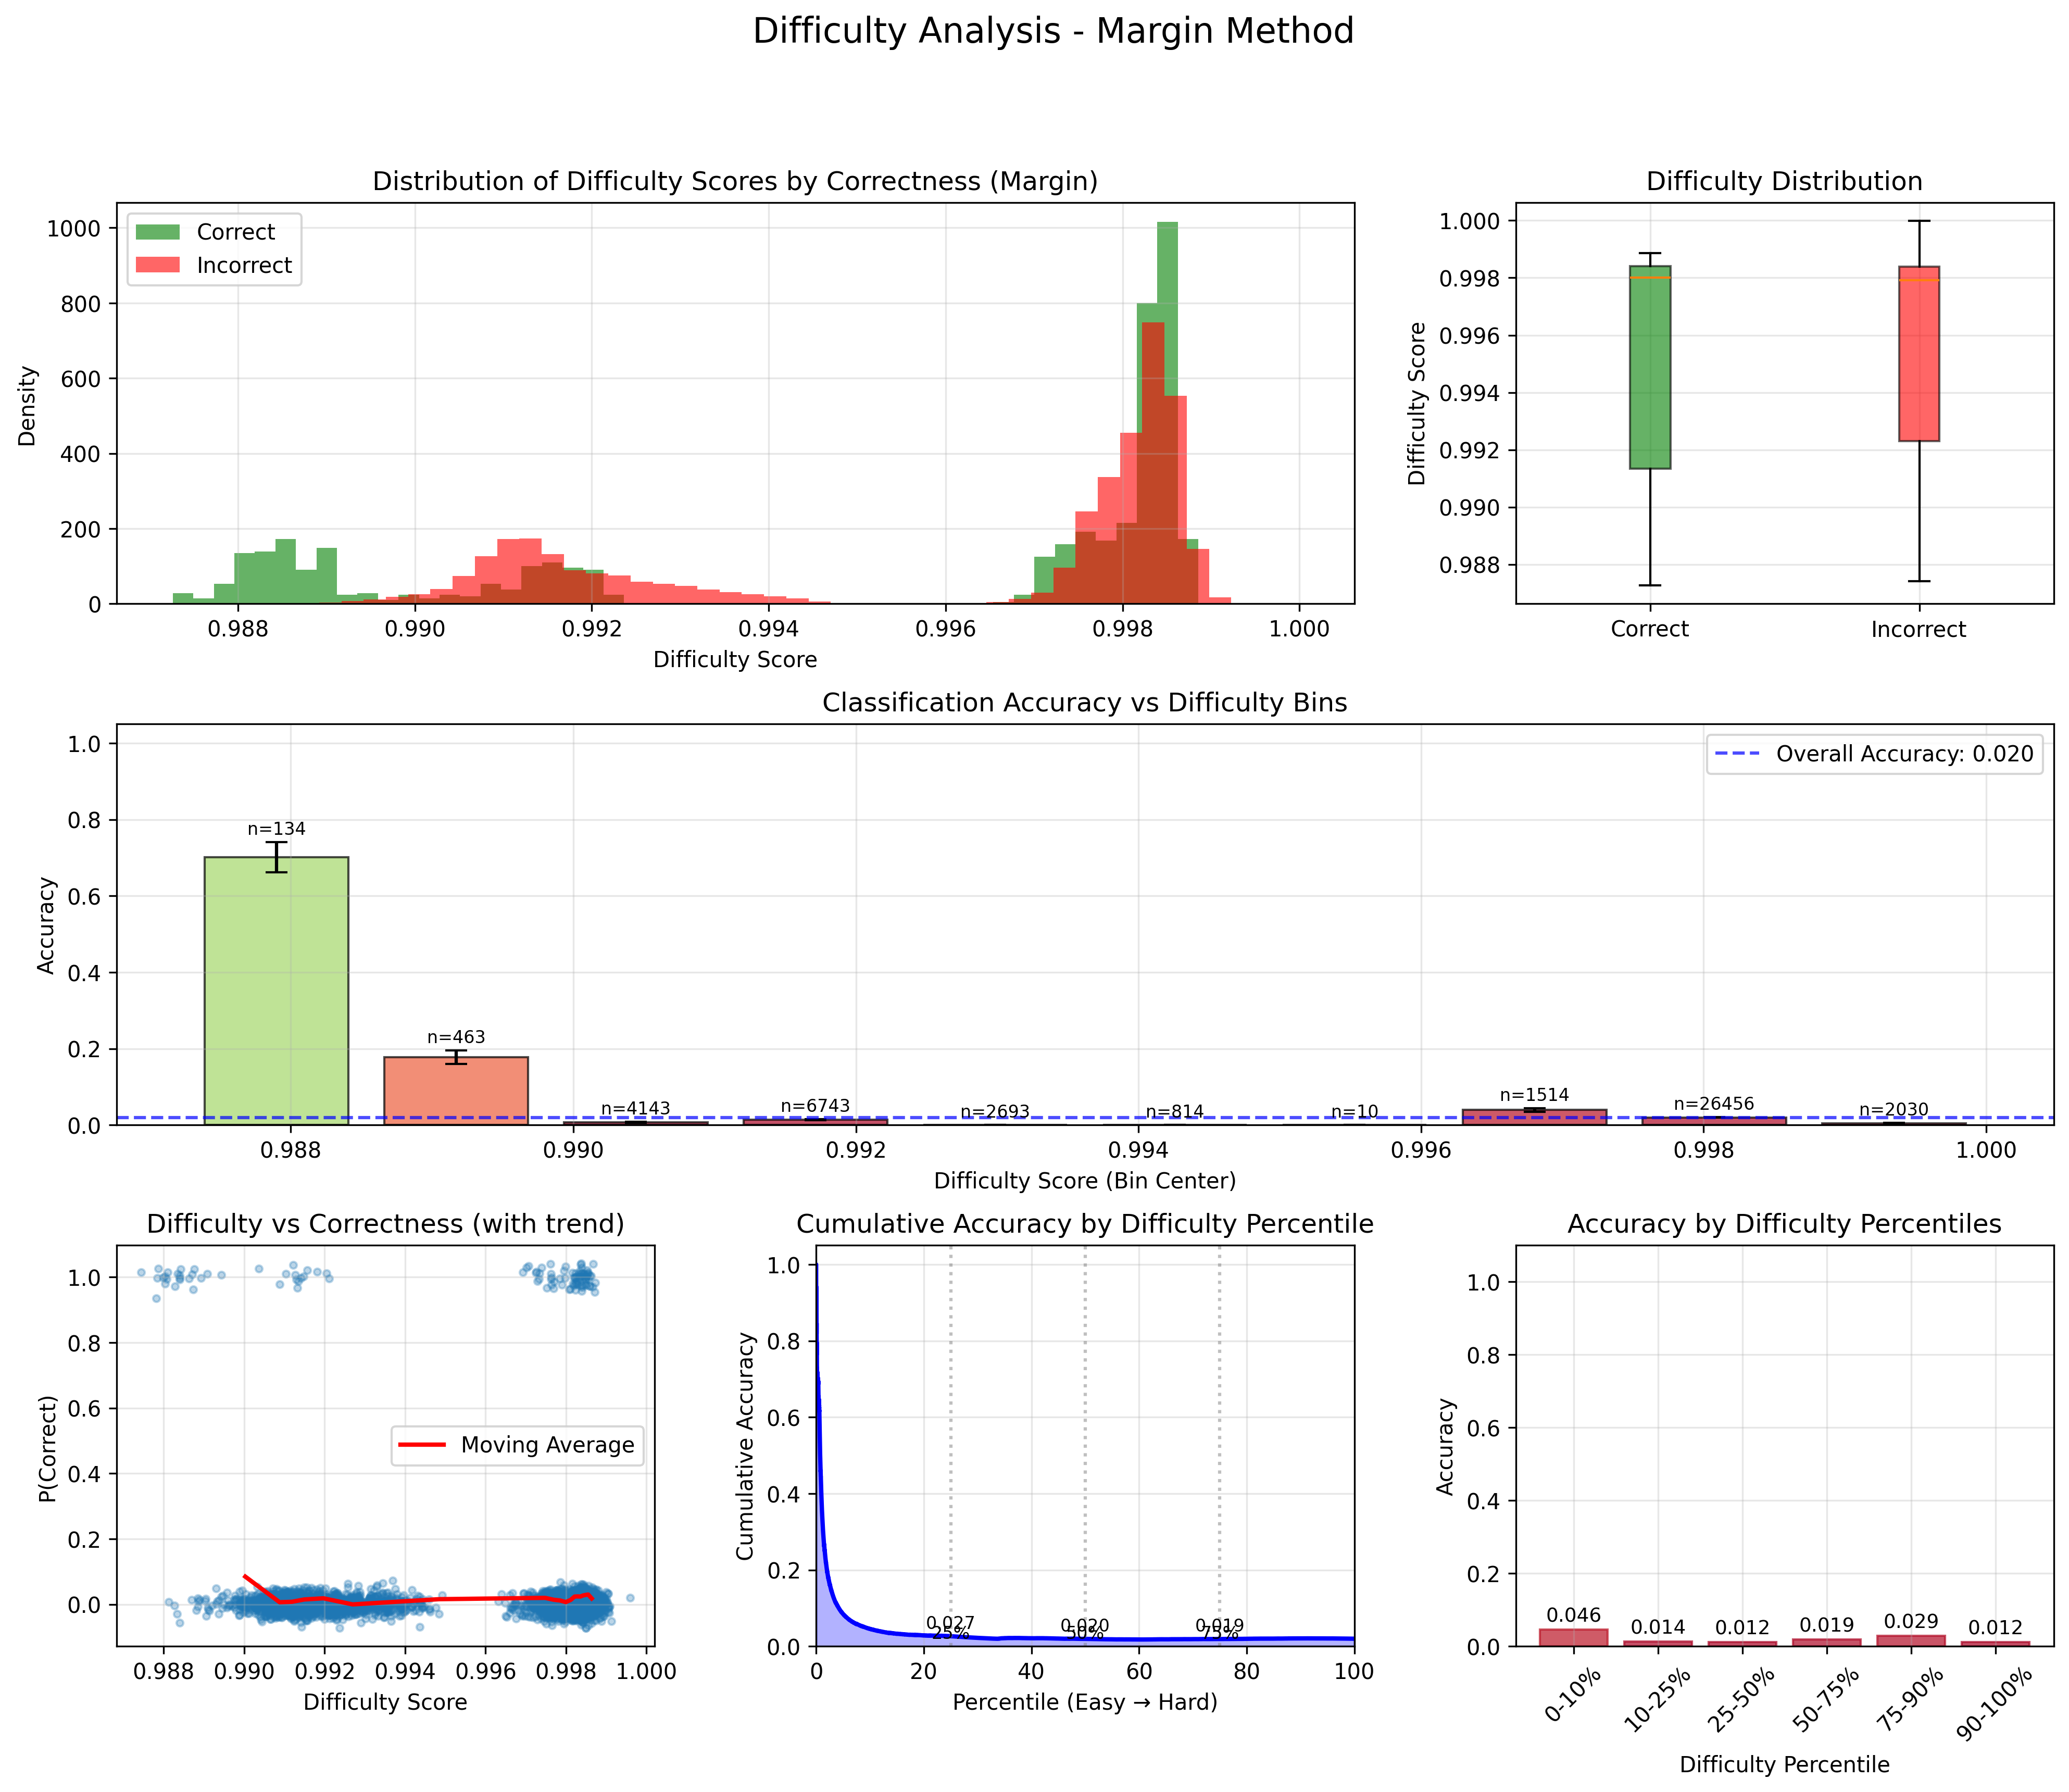 Difficulty Analysis - Margin Method
Distribution of Difficulty Scores by Correctness (Margin)
Correct
Incorrect
Density
1000
800
600
400
200
0
0.988 0.990 0.992 0.994 0.996 0.998 1.000
Difficulty Score
Difficulty Distribution
Difficulty Score
1.000
0.998
0.996
0.994
0.992
0.990
0.988
Correct Incorrect
Classification Accuracy vs Difficulty Bins
Overall Accuracy: 0.020
Accuracy
1.0
0.8
0.6
0.4
0.2
0.0
n=134
n=463
n=4143
n=6743
n=2693
n=814
n=10
n=1514
n=26456
n=2030
0.988 0.990 0.992 0.994 0.996 0.998 1.000
Difficulty Score (Bin Center)
Difficulty vs Correctness (with trend)
Moving Average
P(Correct)
1.0
0.8
0.6
0.4
0.2
0.0
0.988 0.990 0.992 0.994 0.996 0.998 1.000
Difficulty Score
Cumulative Accuracy by Difficulty Percentile
Cumulative Accuracy
1.0
0.8
0.6
0.4
0.2
0.0
0.027
25%
0.020
50%
0.019
75%
0 20 40 60 80 100
Percentile (Easy → Hard)
Accuracy by Difficulty Percentiles
Accuracy
1.0
0.8
0.6
0.4
0.2
0.0
0.046
0.014
0.012
0.019
0.029
0.012
0-10%
10-25%
25-50%
50-75%
75-90%
90-100%
Difficulty Percentile